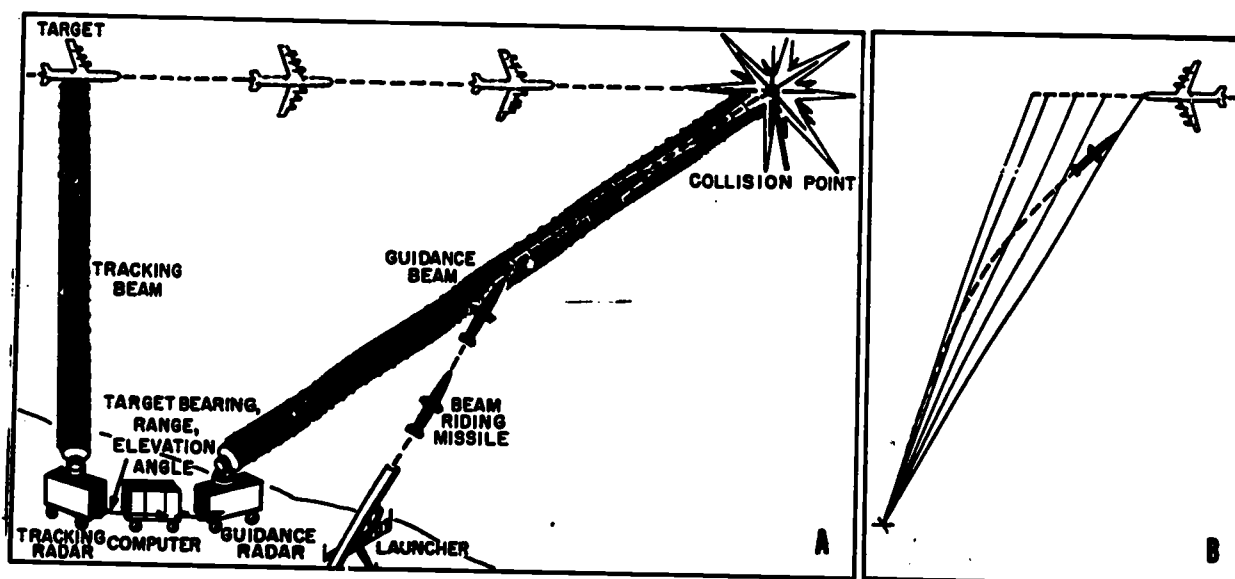 TARGET
COLLISION POINT
GUIDANCE
BEAM
TRACKING
BEAM
TARGET BEARING,
RANGE,
ELEVATION
ANGLE
BEAM
RIDING
MISSILE
TRACKING
RADAR
COMPUTER
GUIDANCE
RADAR
LAUNCHER
A
B